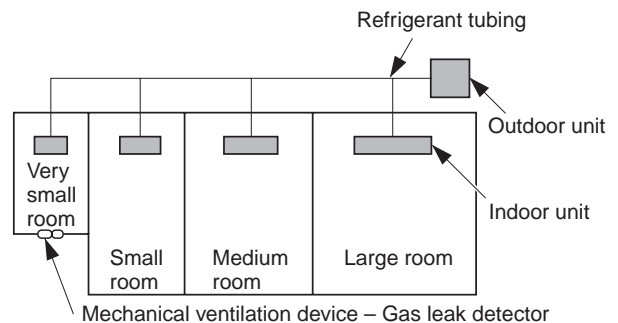 Refrigerant tubing
Outdoor unit
Indoor unit
Very
small
room
Small
room
Medium
room
Large room
Mechanical ventilation device – Gas leak detector